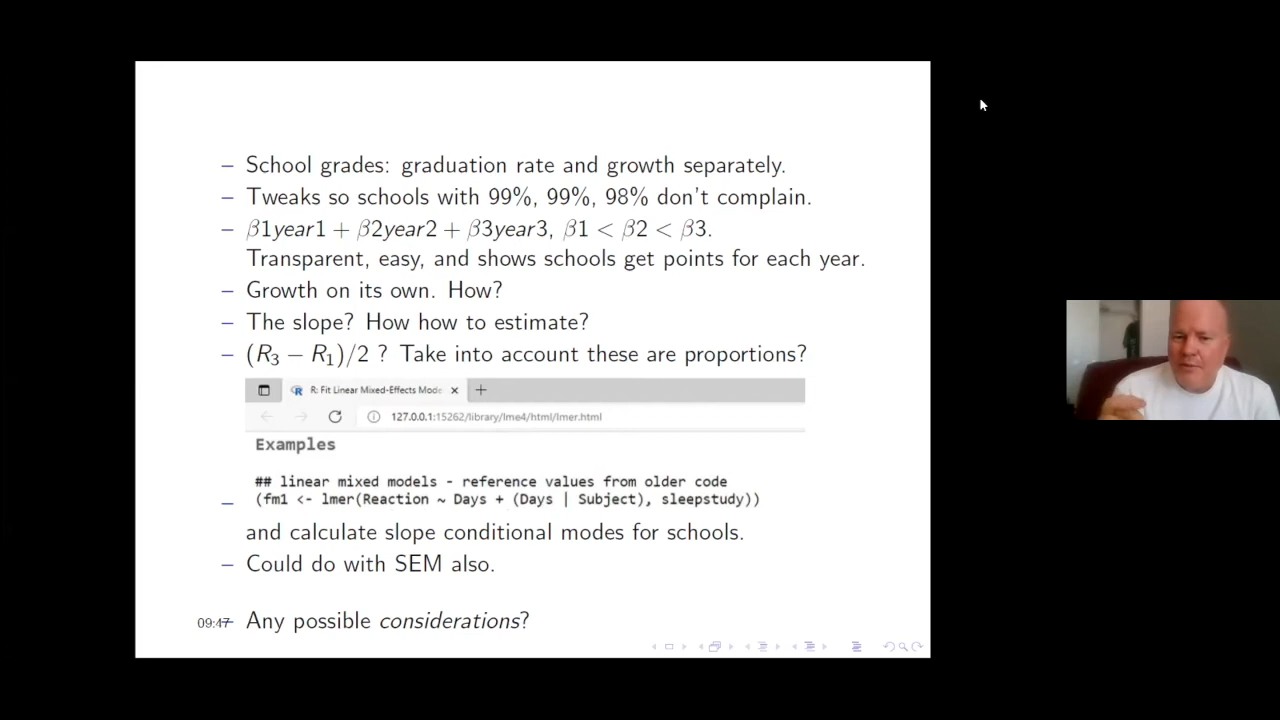 – School grades: graduation rate and growth separately.
– Tweaks so schools with 99%, 99%, 98% don't complain.
– β1year1 + β2year2 + β3year3, β1 < β2 < β3.
Transparent, easy, and shows schools get points for each year.
– Growth on its own. How?
– The slope? How how to estimate?
– (R₃ − R₁)/2 ? Take into account these are proportions?
R: Fit Linear Mixed-Effects Mode
127.0.0.1:15262/library/lme4/html/lmer.html
Examples
## linear mixed models - reference values from older code
– (fm1 <- lmer(Reaction ~ Days + (Days | Subject), sleepstudy))
and calculate slope conditional modes for schools.
– Could do with SEM also.
09:47 – Any possible considerations?